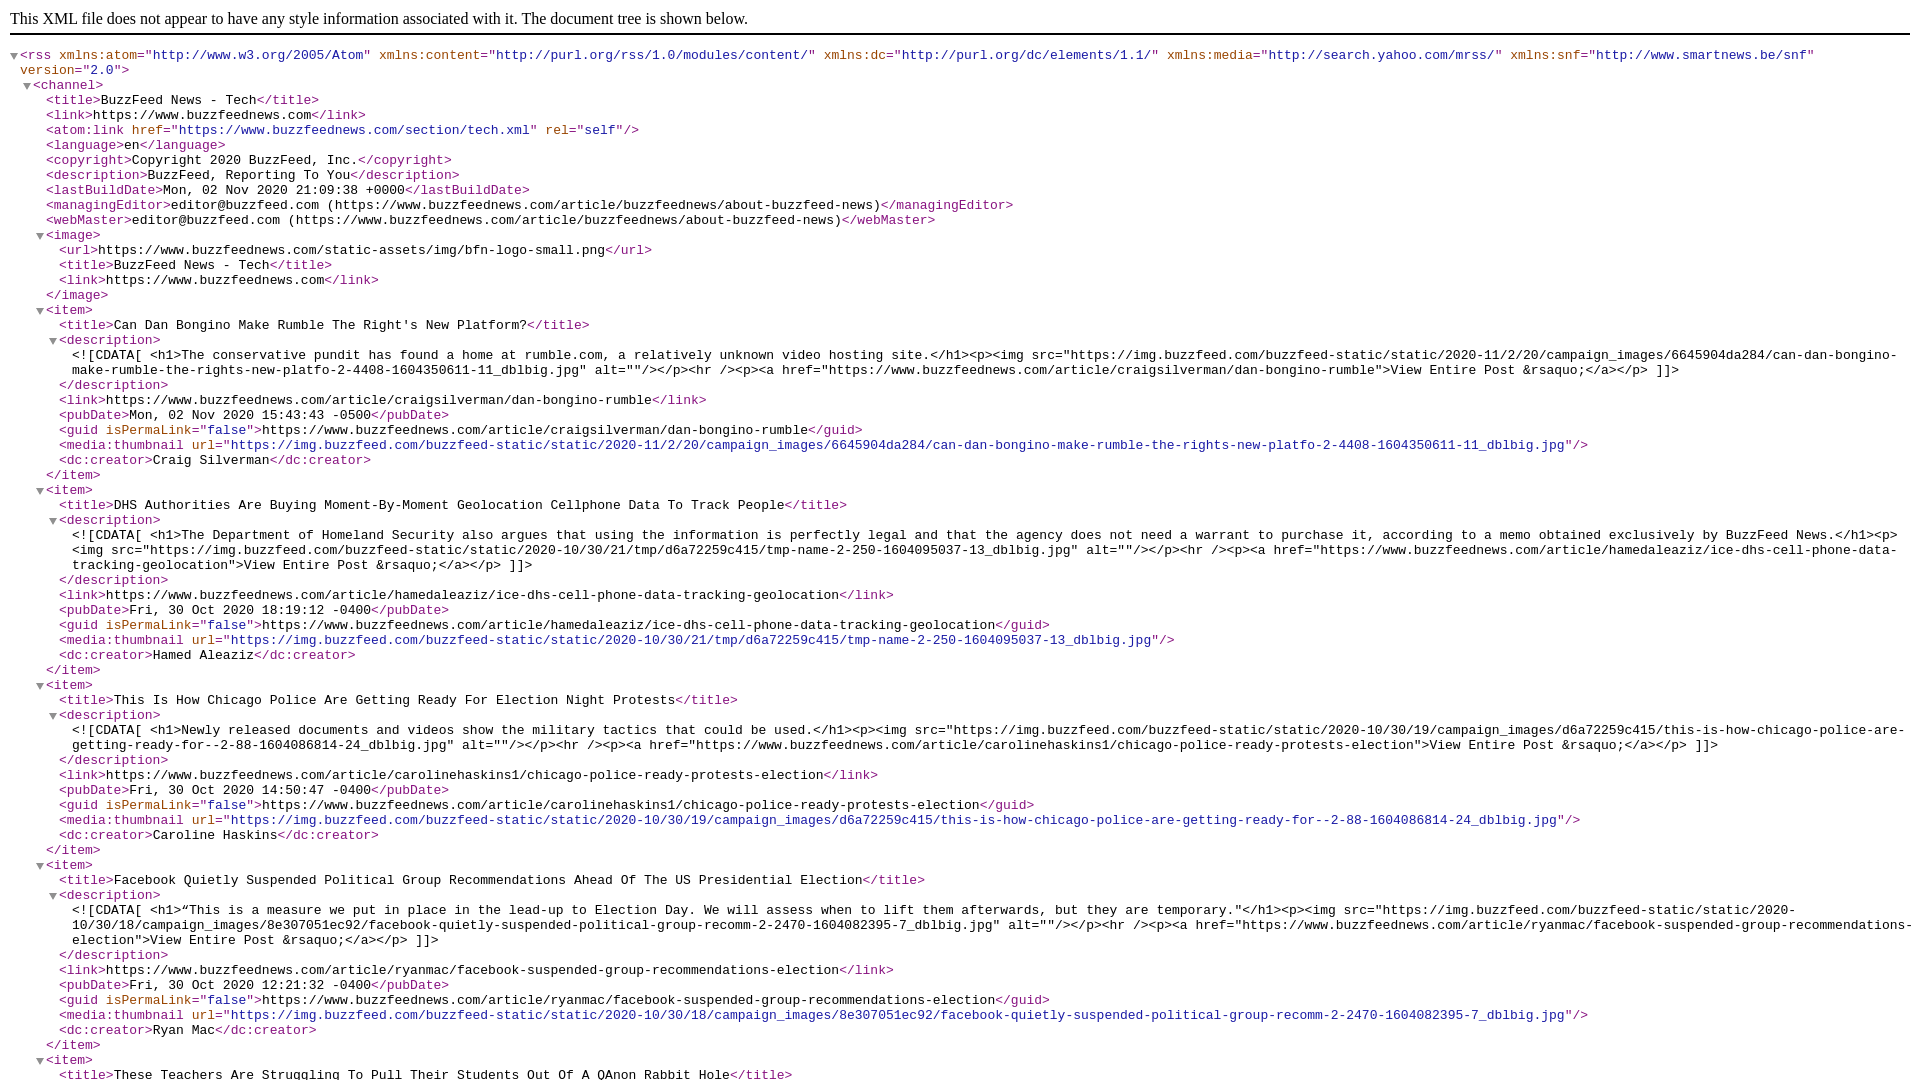 This XML file does not appear to have any style information associated with it. The document tree is shown below.
<rss xmlns:atom="http://www.w3.org/2005/Atom" xmlns:content="http://purl.org/rss/1.0/modules/content/" xmlns:dc="http://purl.org/dc/elements/1.1/" xmlns:media="http://search.yahoo.com/mrss/" xmlns:snf="http://www.smartnews.be/snf"
version="2.0">
<channel>
<title>BuzzFeed News - Tech</title>
<link>https://www.buzzfeednews.com</link>
<atom:link href="https://www.buzzfeednews.com/section/tech.xml" rel="self"/>
<language>en</language>
<copyright>Copyright 2020 BuzzFeed, Inc.</copyright>
<description>BuzzFeed, Reporting To You</description>
<lastBuildDate>Mon, 02 Nov 2020 21:09:38 +0000</lastBuildDate>
<managingEditor>editor@buzzfeed.com (https://www.buzzfeednews.com/article/buzzfeednews/about-buzzfeed-news)</managingEditor>
<webMaster>editor@buzzfeed.com (https://www.buzzfeednews.com/article/buzzfeednews/about-buzzfeed-news)</webMaster>
<image>
<url>https://www.buzzfeednews.com/static-assets/img/bfn-logo-small.png</url>
<title>BuzzFeed News - Tech</title>
<link>https://www.buzzfeednews.com</link>
</image>
<item>
<title>Can Dan Bongino Make Rumble The Right's New Platform?</title>
<description>
<![CDATA[ <h1>The conservative pundit has found a home at rumble.com, a relatively unknown video hosting site.</h1><p><img src="https://img.buzzfeed.com/buzzfeed-static/static/2020-11/2/20/campaign_images/6645904da284/can-dan-bongino-
make-rumble-the-rights-new-platfo-2-4408-1604350611-11_dblbig.jpg" alt=""/></p><hr /><p><a href="https://www.buzzfeednews.com/article/craigsilverman/dan-bongino-rumble">View Entire Post &rsaquo;</a></p> ]]>
</description>
<link>https://www.buzzfeednews.com/article/craigsilverman/dan-bongino-rumble</link>
<pubDate>Mon, 02 Nov 2020 15:43:43 -0500</pubDate>
<guid isPermaLink="false">https://www.buzzfeednews.com/article/craigsilverman/dan-bongino-rumble</guid>
<media:thumbnail url="https://img.buzzfeed.com/buzzfeed-static/static/2020-11/2/20/campaign_images/6645904da284/can-dan-bongino-make-rumble-the-rights-new-platfo-2-4408-1604350611-11_dblbig.jpg"/>
<dc:creator>Craig Silverman</dc:creator>
</item>
<item>
<title>DHS Authorities Are Buying Moment-By-Moment Geolocation Cellphone Data To Track People</title>
<description>
<![CDATA[ <h1>The Department of Homeland Security also argues that using the information is perfectly legal and that the agency does not need a warrant to purchase it, according to a memo obtained exclusively by BuzzFeed News.</h1><p>
<img src="https://img.buzzfeed.com/buzzfeed-static/static/2020-10/30/21/tmp/d6a72259c415/tmp-name-2-250-1604095037-13_dblbig.jpg" alt=""/></p><hr /><p><a href="https://www.buzzfeednews.com/article/hamedaleaziz/ice-dhs-cell-phone-data-
tracking-geolocation">View Entire Post &rsaquo;</a></p> ]]>
</description>
<link>https://www.buzzfeednews.com/article/hamedaleaziz/ice-dhs-cell-phone-data-tracking-geolocation</link>
<pubDate>Fri, 30 Oct 2020 18:19:12 -0400</pubDate>
<guid isPermaLink="false">https://www.buzzfeednews.com/article/hamedaleaziz/ice-dhs-cell-phone-data-tracking-geolocation</guid>
<media:thumbnail url="https://img.buzzfeed.com/buzzfeed-static/static/2020-10/30/21/tmp/d6a72259c415/tmp-name-2-250-1604095037-13_dblbig.jpg"/>
<dc:creator>Hamed Aleaziz</dc:creator>
</item>
<item>
<title>This Is How Chicago Police Are Getting Ready For Election Night Protests</title>
<description>
<![CDATA[ <h1>Newly released documents and videos show the military tactics that could be used.</h1><p><img src="https://img.buzzfeed.com/buzzfeed-static/static/2020-10/30/19/campaign_images/d6a72259c415/this-is-how-chicago-police-are-
getting-ready-for--2-88-1604086814-24_dblbig.jpg" alt=""/></p><hr /><p><a href="https://www.buzzfeednews.com/article/carolinehaskins1/chicago-police-ready-protests-election">View Entire Post &rsaquo;</a></p> ]]>
</description>
<link>https://www.buzzfeednews.com/article/carolinehaskins1/chicago-police-ready-protests-election</link>
<pubDate>Fri, 30 Oct 2020 14:50:47 -0400</pubDate>
<guid isPermaLink="false">https://www.buzzfeednews.com/article/carolinehaskins1/chicago-police-ready-protests-election</guid>
<media:thumbnail url="https://img.buzzfeed.com/buzzfeed-static/static/2020-10/30/19/campaign_images/d6a72259c415/this-is-how-chicago-police-are-getting-ready-for--2-88-1604086814-24_dblbig.jpg"/>
<dc:creator>Caroline Haskins</dc:creator>
</item>
<item>
<title>Facebook Quietly Suspended Political Group Recommendations Ahead Of The US Presidential Election</title>
<description>
<![CDATA[ <h1>“This is a measure we put in place in the lead-up to Election Day. We will assess when to lift them afterwards, but they are temporary."</h1><p><img src="https://img.buzzfeed.com/buzzfeed-static/static/2020-
10/30/18/campaign_images/8e307051ec92/facebook-quietly-suspended-political-group-recomm-2-2470-1604082395-7_dblbig.jpg" alt=""/></p><hr /><p><a href="https://www.buzzfeednews.com/article/ryanmac/facebook-suspended-group-recommendations-
election">View Entire Post &rsaquo;</a></p> ]]>
</description>
<link>https://www.buzzfeednews.com/article/ryanmac/facebook-suspended-group-recommendations-election</link>
<pubDate>Fri, 30 Oct 2020 12:21:32 -0400</pubDate>
<guid isPermaLink="false">https://www.buzzfeednews.com/article/ryanmac/facebook-suspended-group-recommendations-election</guid>
<media:thumbnail url="https://img.buzzfeed.com/buzzfeed-static/static/2020-10/30/18/campaign_images/8e307051ec92/facebook-quietly-suspended-political-group-recomm-2-2470-1604082395-7_dblbig.jpg"/>
<dc:creator>Ryan Mac</dc:creator>
</item>
<item>
<title>These Teachers Are Struggling To Pull Their Students Out Of A QAnon Rabbit Hole</title>